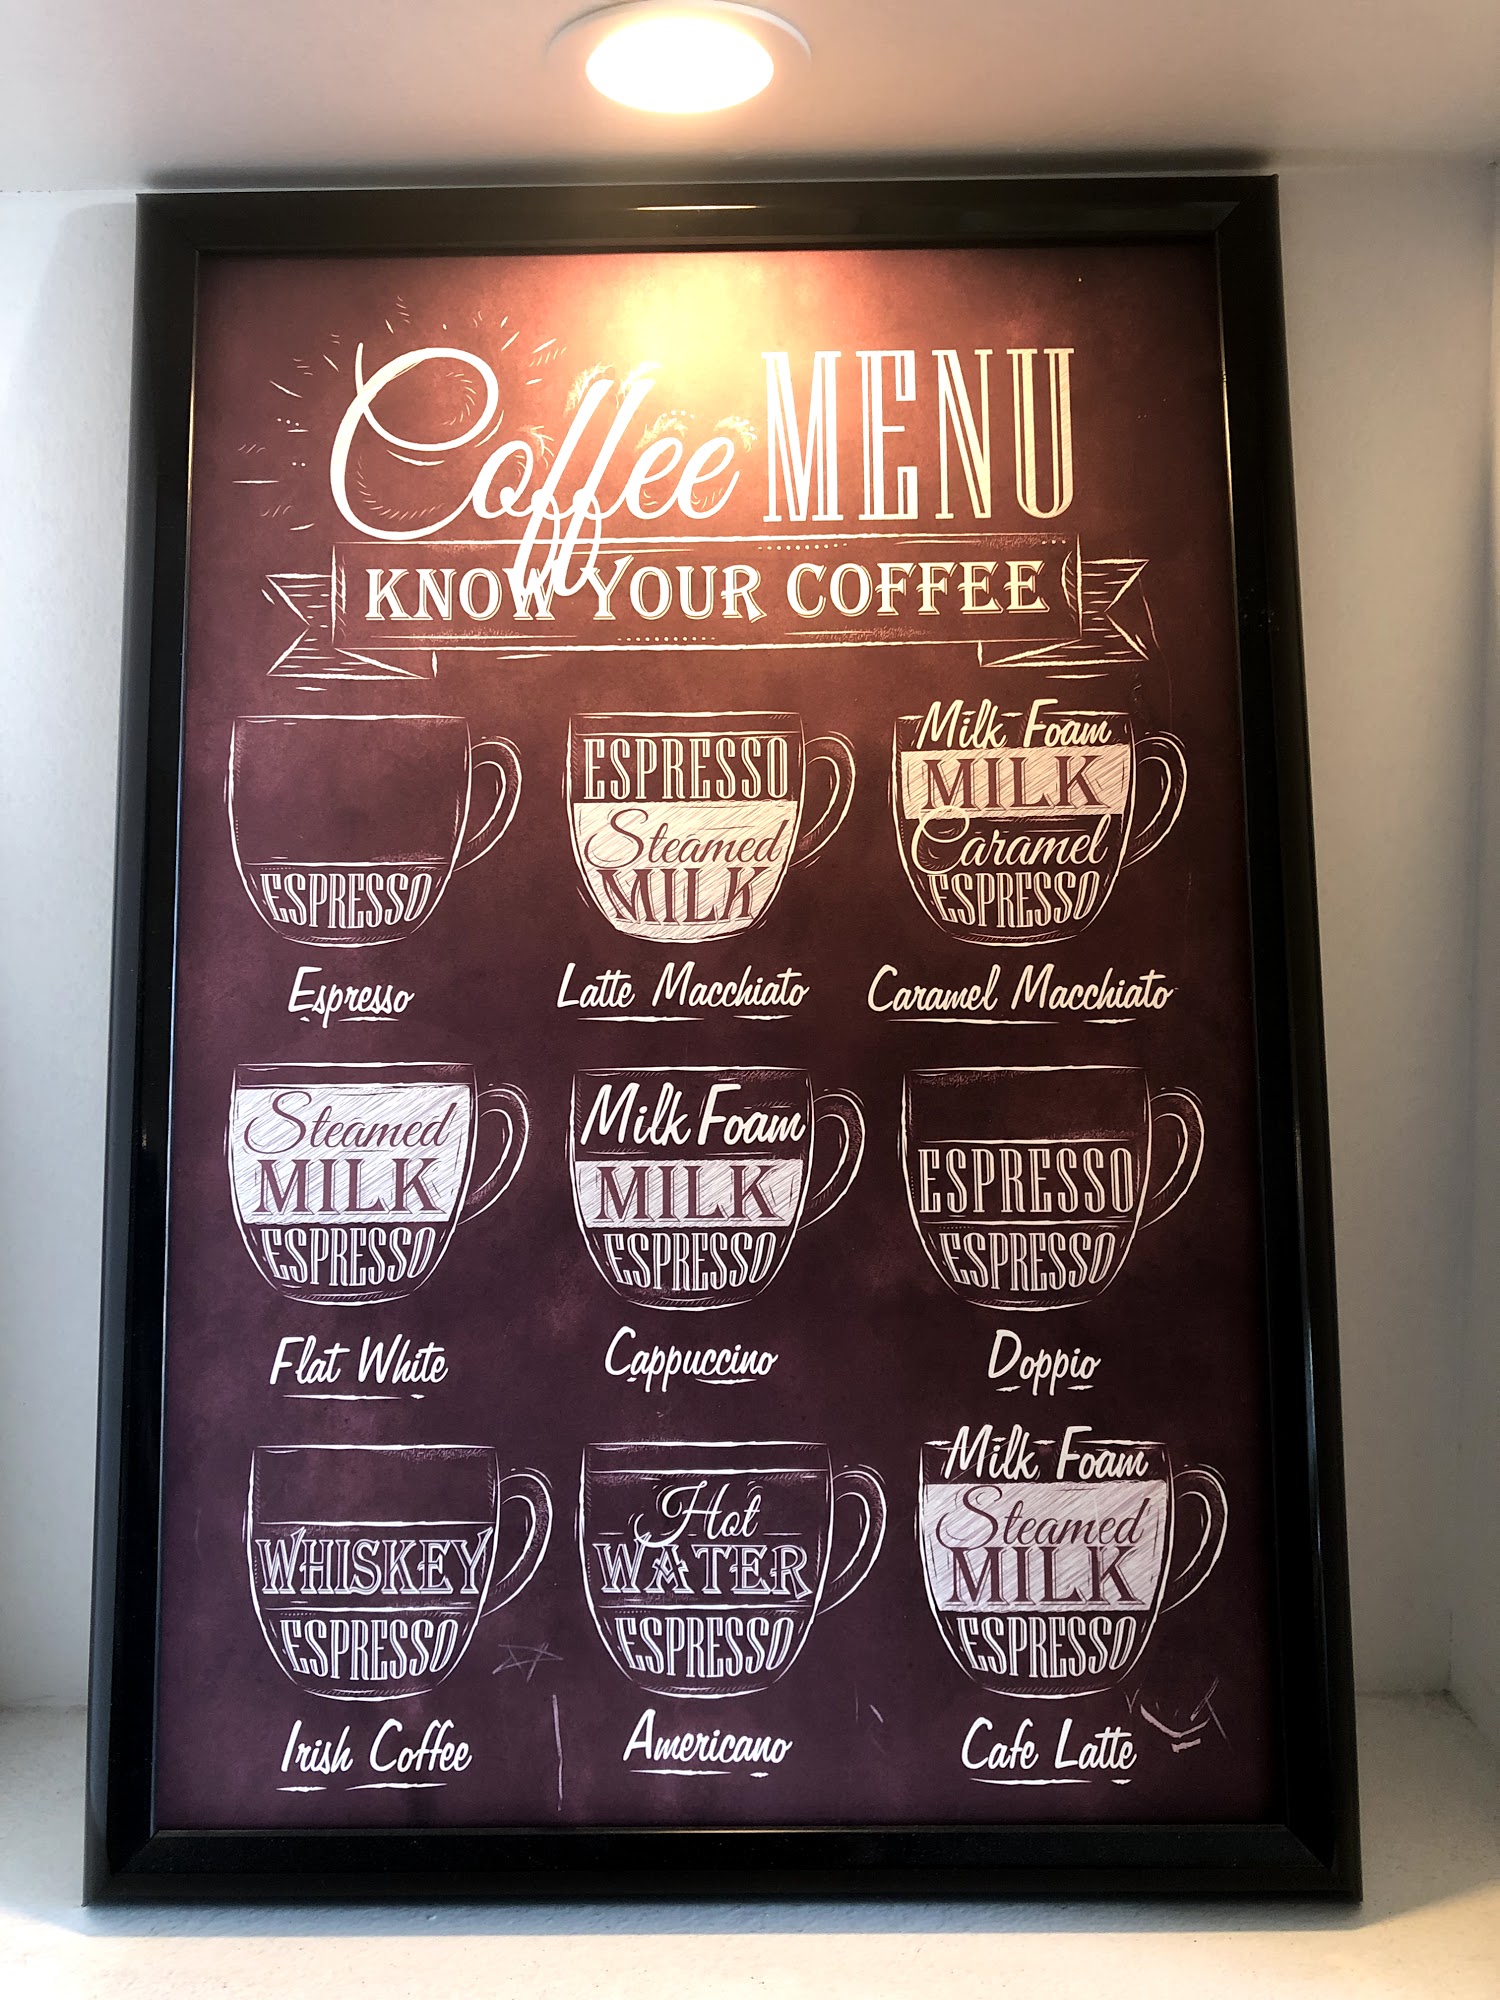 Coffee MENU
KNOW YOUR COFFEE
ESPRESSO
Espresso
ESPRESSO
Steamed
MILK
Latte Macchiato
Milk Foam
MILK
Caramel
ESPRESSO
Caramel Macchiato
Steamed
MILK
ESPRESSO
Flat White
Milk Foam
MILK
ESPRESSO
Cappuccino
ESPRESSO
ESPRESSO
Doppio
WHISKEY
ESPRESSO
Irish Coffee
Hot
WATER
ESPRESSO
Americano
Milk Foam
Steamed
MILK
ESPRESSO
Cafe Latte